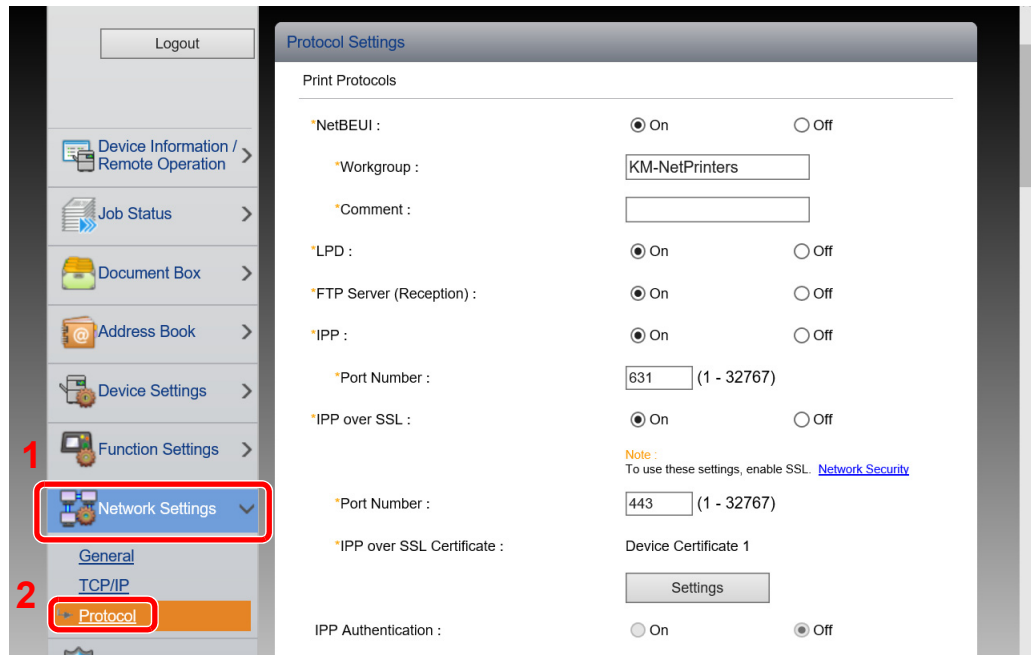 Logout
Device Information /
Remote Operation
Job Status
Document Box
@
Address Book
Device Settings
1
Function Settings
Network Settings
General
TCP/IP
2
Protocol
Protocol Settings
Print Protocols
*NetBEUI : On Off
*Workgroup : KM-NetPrinters
*Comment :
*LPD : On Off
*FTP Server (Reception) : On Off
*IPP : On Off
*Port Number : 631 (1 - 32767)
*IPP over SSL : On Off
Note :
To use these settings, enable SSL. Network Security
*Port Number : 443 (1 - 32767)
*IPP over SSL Certificate : Device Certificate 1
Settings
IPP Authentication : On Off